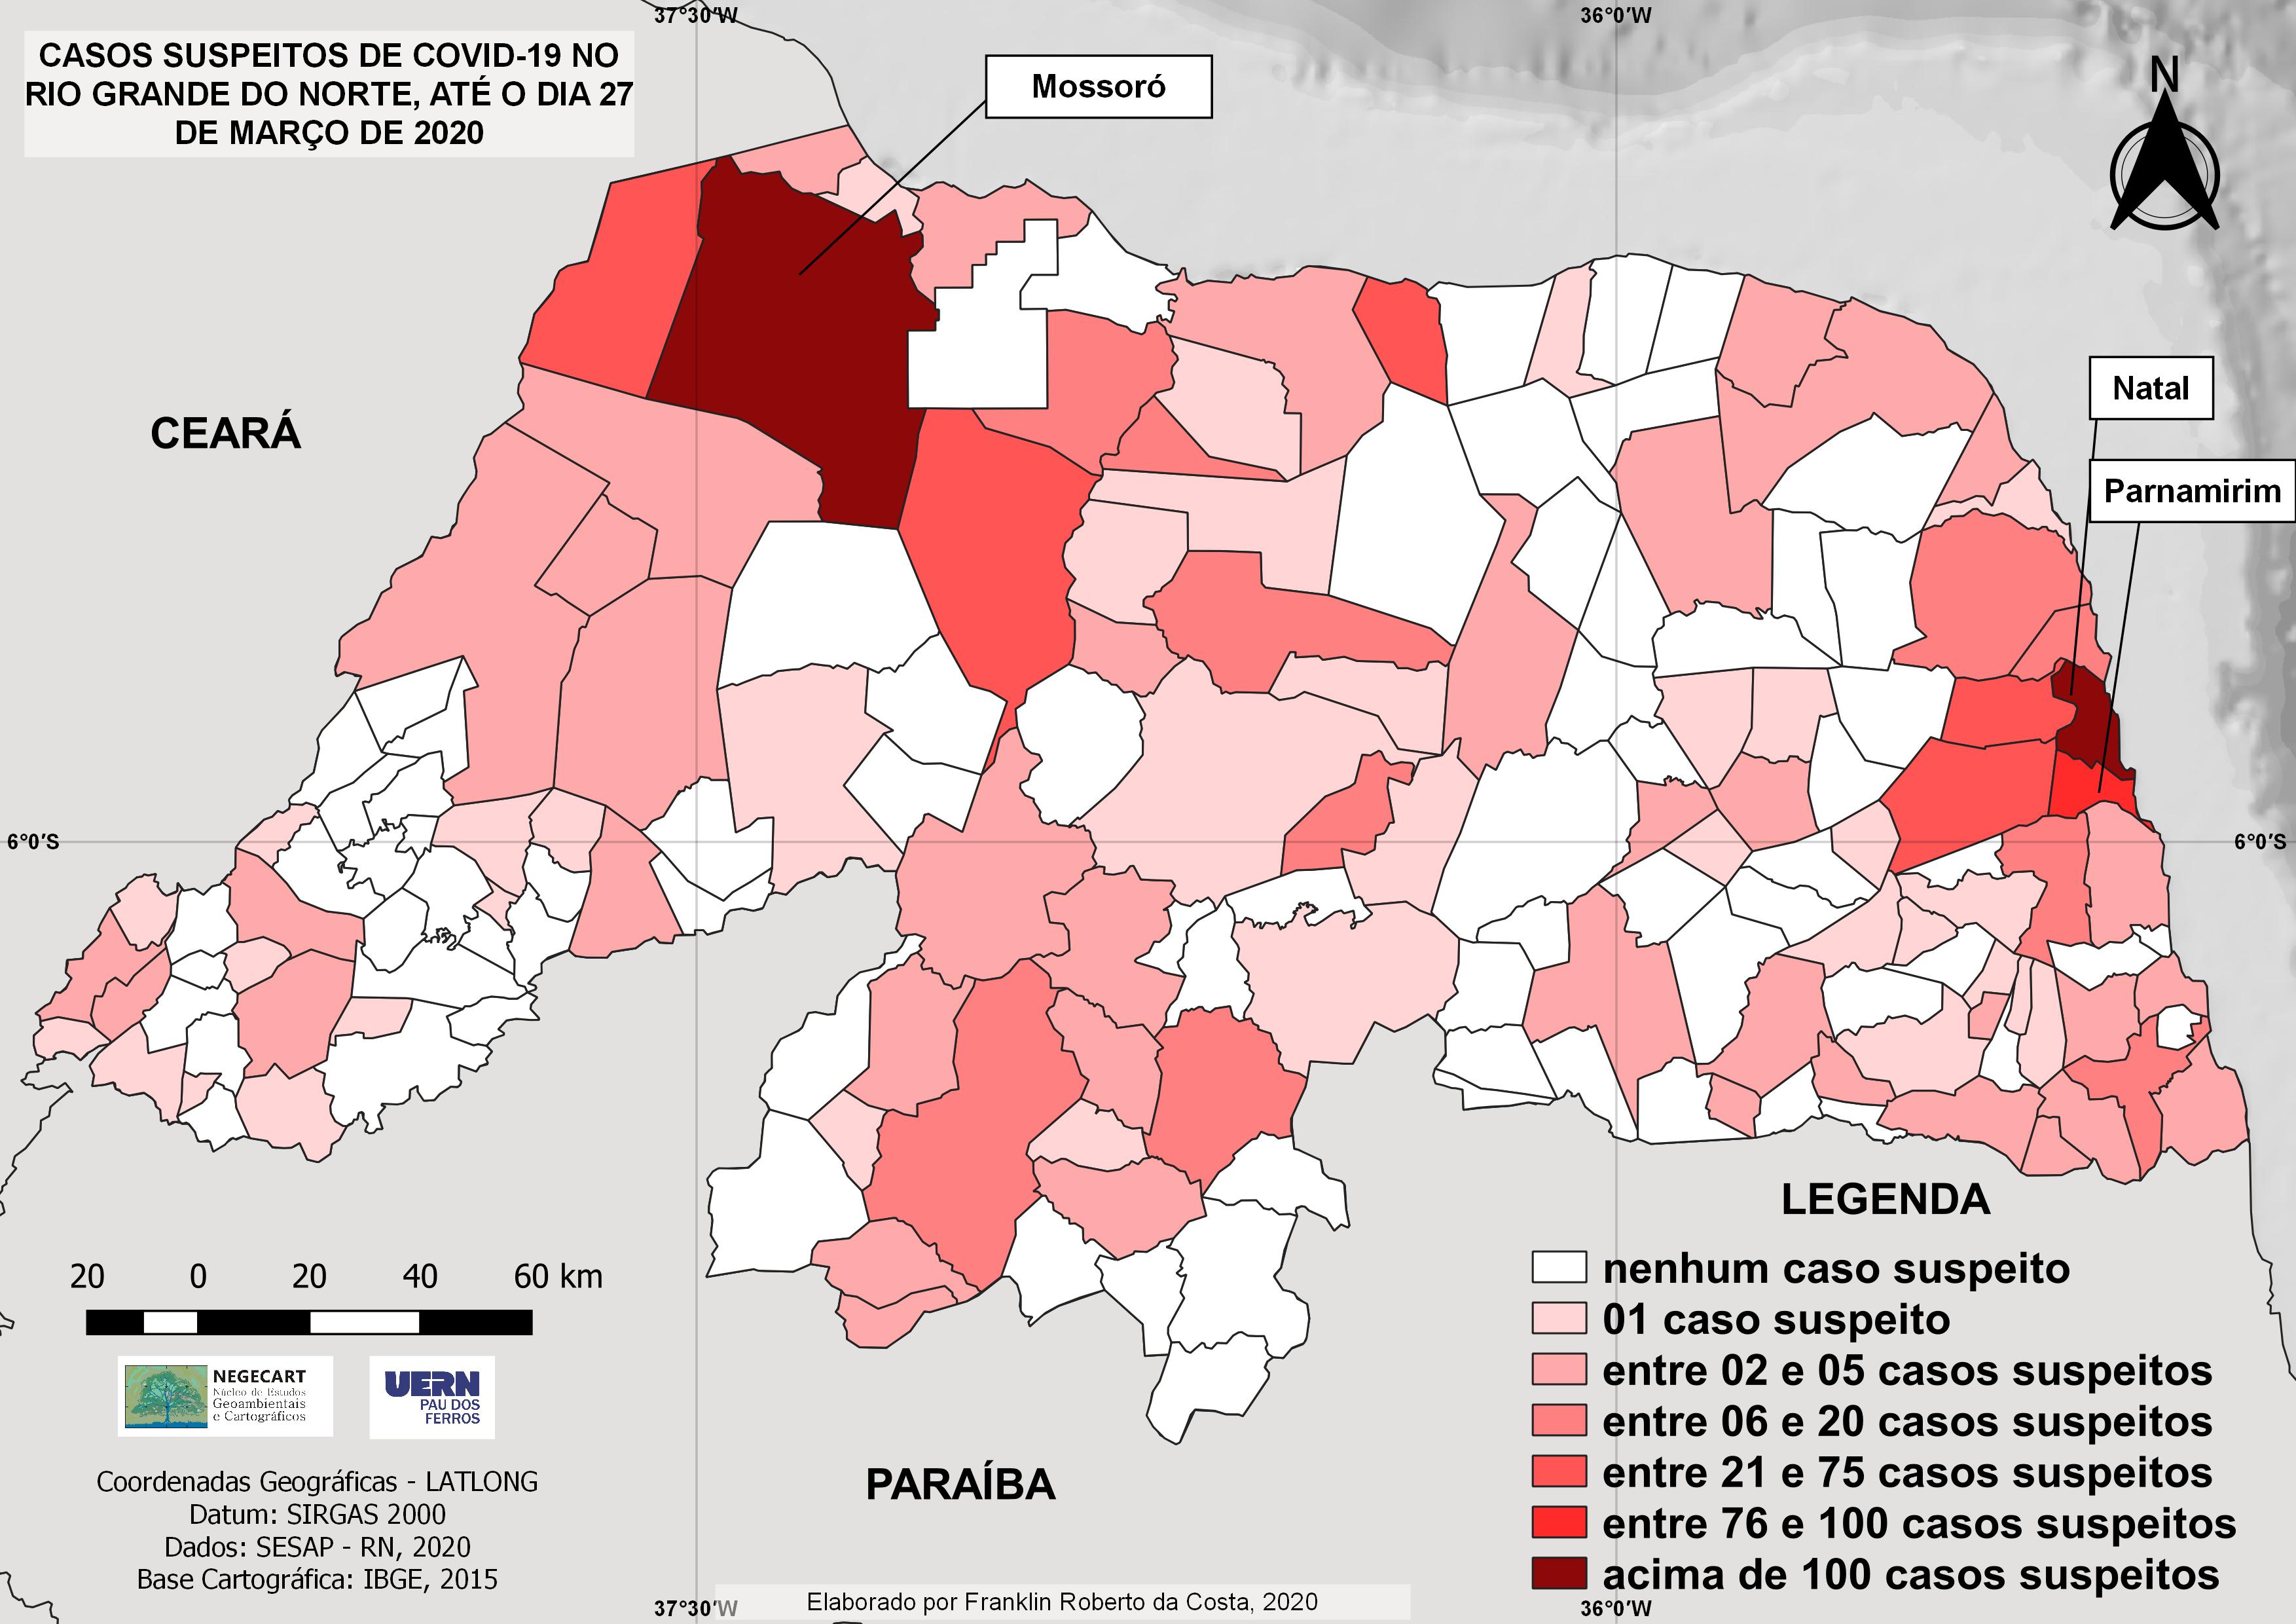 37°30′W
36°0′W
CASOS SUSPEITOS DE COVID-19 NO
RIO GRANDE DO NORTE, ATÉ O DIA 27
DE MARÇO DE 2020
Mossoró
N
Natal
CEARÁ
Parnamirim
6°0′S
6°0′S
LEGENDA
nenhum caso suspeito
01 caso suspeito
entre 02 e 05 casos suspeitos
entre 06 e 20 casos suspeitos
entre 21 e 75 casos suspeitos
entre 76 e 100 casos suspeitos
acima de 100 casos suspeitos
20 0 20 40 60 km
NEGECART
Núcleo de Estudos
Geoambientais
e Cartográficos
UERN
PAU DOS
FERROS
PARAÍBA
Coordenadas Geográficas - LATLONG
Datum: SIRGAS 2000
Dados: SESAP - RN, 2020
Base Cartográfica: IBGE, 2015
37°30′W
Elaborado por Franklin Roberto da Costa, 2020
36°0′W